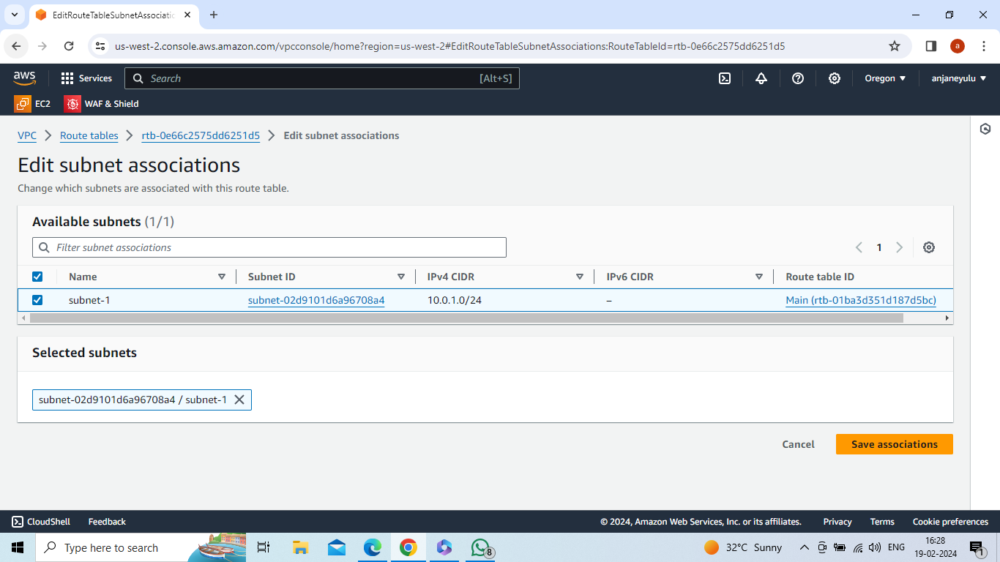 EditRouteTableSubnetAssociatio
us-west-2.console.aws.amazon.com/vpcconsole/home?region=us-west-2#EditRouteTableSubnetAssociations:RouteTableId=rtb-0e66c2575dd6251d5
a
aws Services Search [Alt+S] Oregon anjaneyulu
EC2 WAF & Shield
VPC Route tables rtb-0e66c2575dd6251d5 Edit subnet associations
Edit subnet associations
Change which subnets are associated with this route table.
Available subnets (1/1)
Filter subnet associations 1
Name Subnet ID IPv4 CIDR IPv6 CIDR Route table ID
subnet-1 subnet-02d9101d6a96708a4 10.0.1.0/24 – Main (rtb-01ba3d351d187d5bc)
Selected subnets
subnet-02d9101d6a96708a4 / subnet-1
Cancel Save associations
CloudShell Feedback © 2024, Amazon Web Services, Inc. or its affiliates. Privacy Terms Cookie preferences
Type here to search 8 32°C Sunny ENG 16:28
19-02-2024 1